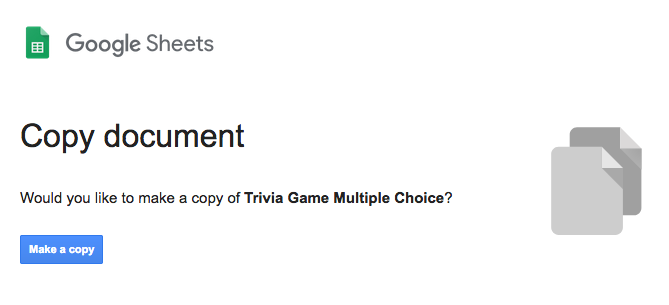 Google Sheets
Copy document
Would you like to make a copy of Trivia Game Multiple Choice?
Make a copy